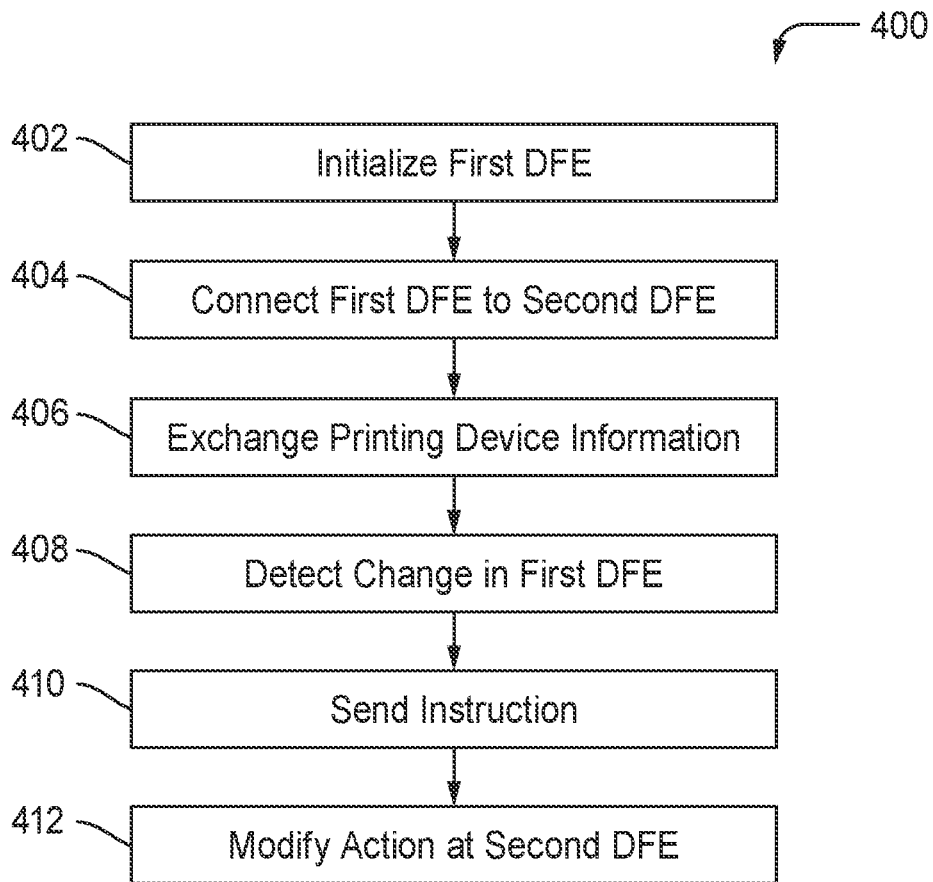 400
402
Initialize First DFE
404
Connect First DFE to Second DFE
406
Exchange Printing Device Information
408
Detect Change in First DFE
410
Send Instruction
412
Modify Action at Second DFE